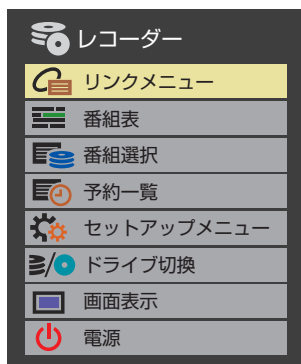 レコーダー
リンクメニュー
番組表
番組選択
予約一覧
セットアップメニュー
ドライブ切換
画面表示
電源